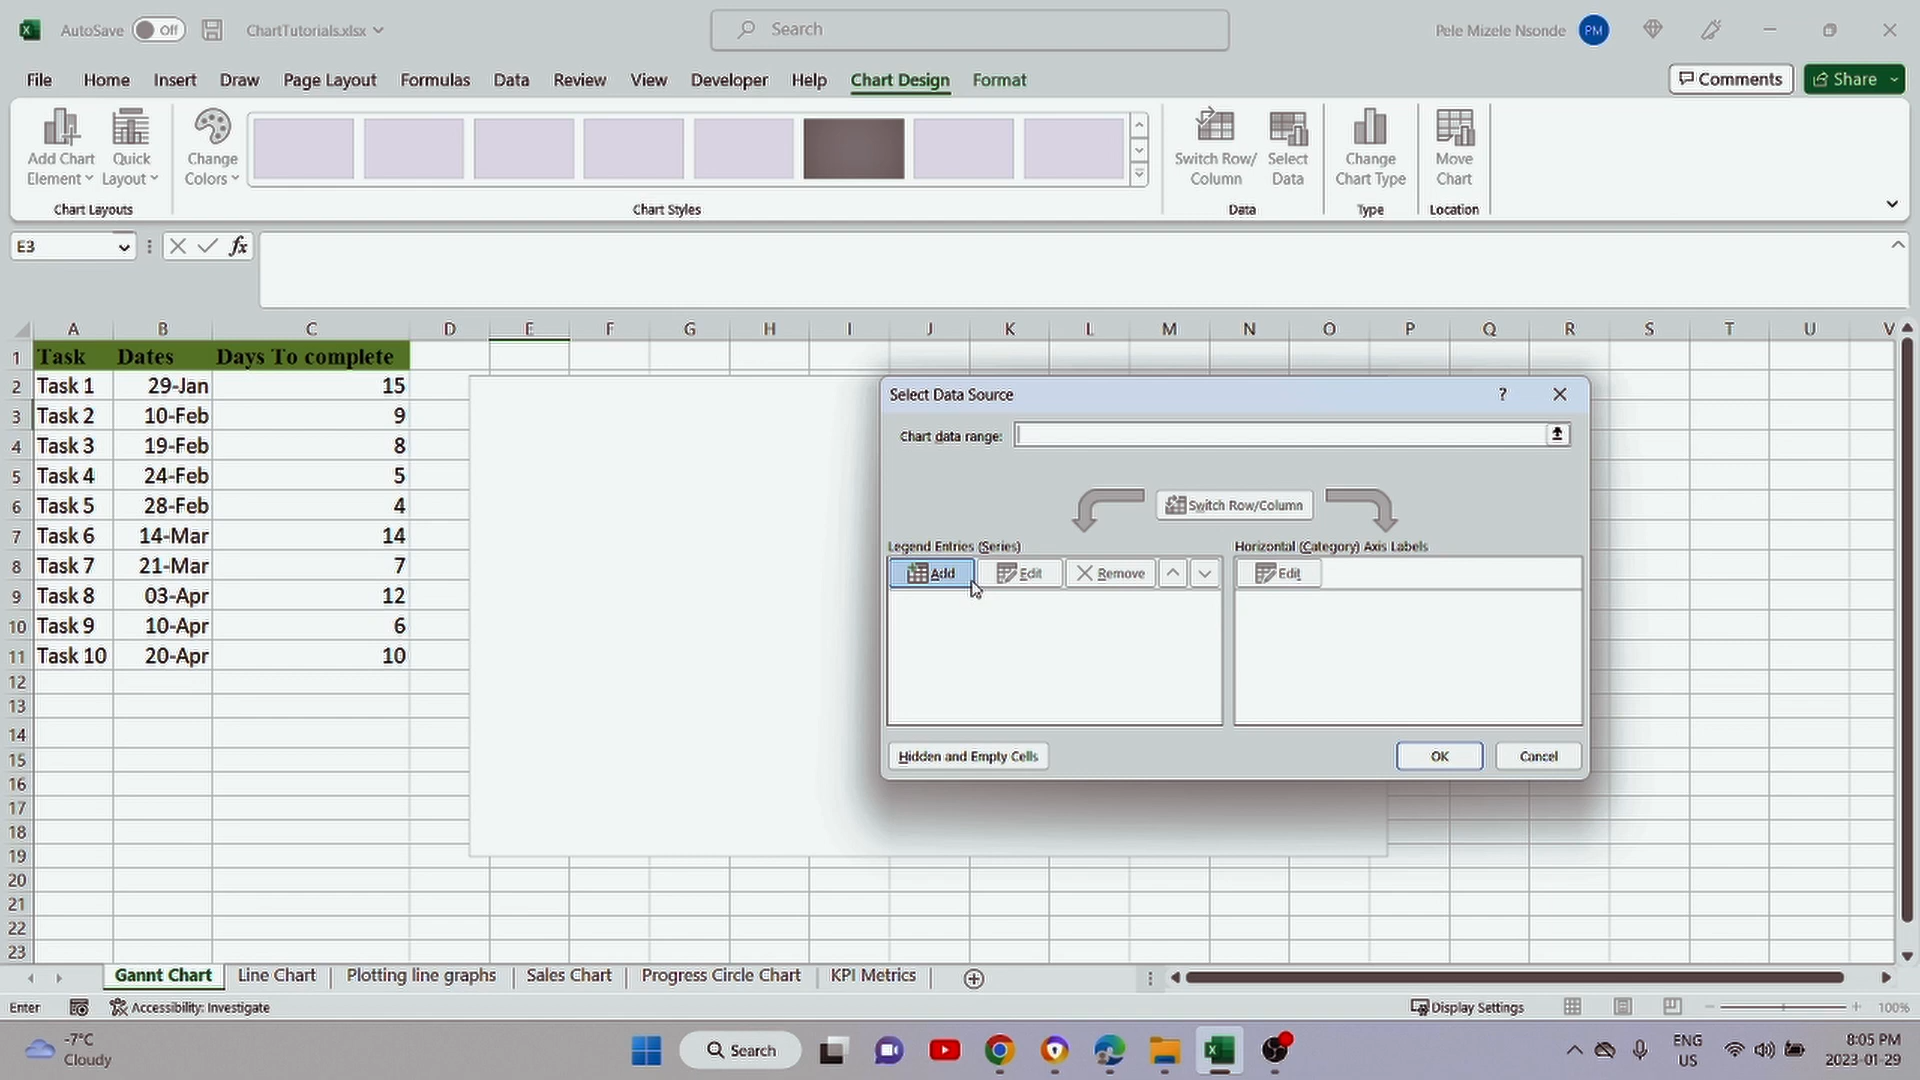 AutoSave Off ChartTutorials.xlsx Search Pele Mizele Nsonde PM
File Home Insert Draw Page Layout Formulas Data Review View Developer Help Chart Design Format Comments Share
Add Chart Element Quick Layout Change Colors Switch Row/Column Select Data Change Chart Type Move Chart
Chart Layouts Chart Styles Data Type Location
E3 fx
A B C D E F G H I J K L M N O P Q R S T U V
1 Task Dates Days To complete
2 Task 1 29-Jan 15
3 Task 2 10-Feb 9
4 Task 3 19-Feb 8
5 Task 4 24-Feb 5
6 Task 5 28-Feb 4
7 Task 6 14-Mar 14
8 Task 7 21-Mar 7
9 Task 8 03-Apr 12
10 Task 9 10-Apr 6
11 Task 10 20-Apr 10
12
13
14
15
16
17
18
19
20
21
22
23
Select Data Source ?
Chart data range:
Switch Row/Column
Legend Entries (Series) Horizontal (Category) Axis Labels
Add Edit Remove Edit
Hidden and Empty Cells OK Cancel
Gannt Chart Line Chart Plotting line graphs Sales Chart Progress Circle Chart KPI Metrics
Enter Accessibility: Investigate Display Settings 100%
-7°C
Cloudy
Search
ENG
US
8:05 PM
2023-01-29